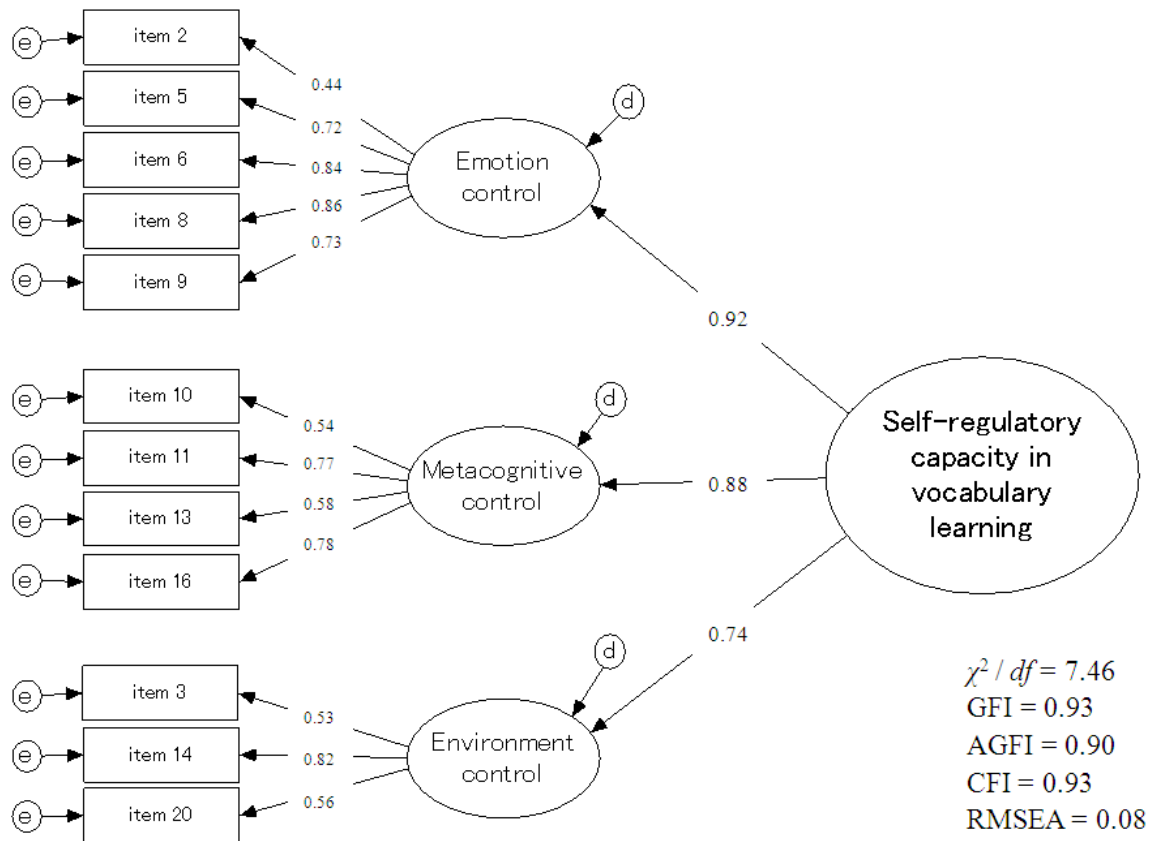 e
item 2
0.44
e
item 5
0.72
e
item 6
0.84
e
item 8
0.86
e
item 9
0.73
d
Emotion
control
0.92
e
item 10
0.54
e
item 11
0.77
e
item 13
0.58
e
item 16
0.78
d
Metacognitive
control
0.88
Self-regulatory
capacity in
vocabulary
learning
e
item 3
0.53
e
item 14
0.82
e
item 20
0.56
d
Environment
control
0.74
χ² / df = 7.46
GFI = 0.93
AGFI = 0.90
CFI = 0.93
RMSEA = 0.08